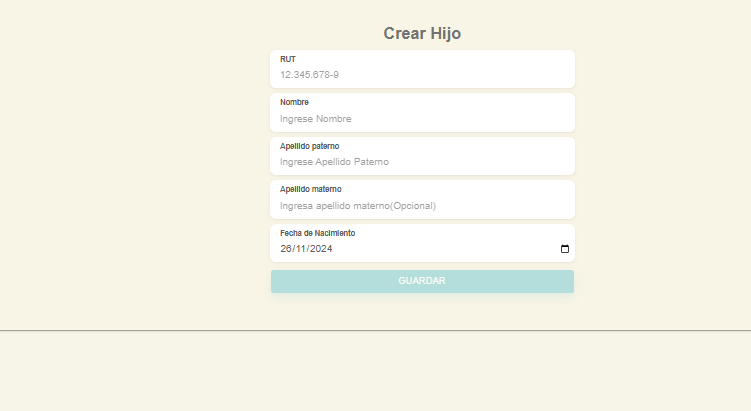 Crear Hijo
RUT
12.345.678-9
Nombre
Ingrese Nombre
Apellido paterno
Ingrese Apellido Paterno
Apellido materno
Ingresa apellido materno(Opcional)
Fecha de Nacimiento
26/11/2024
GUARDAR